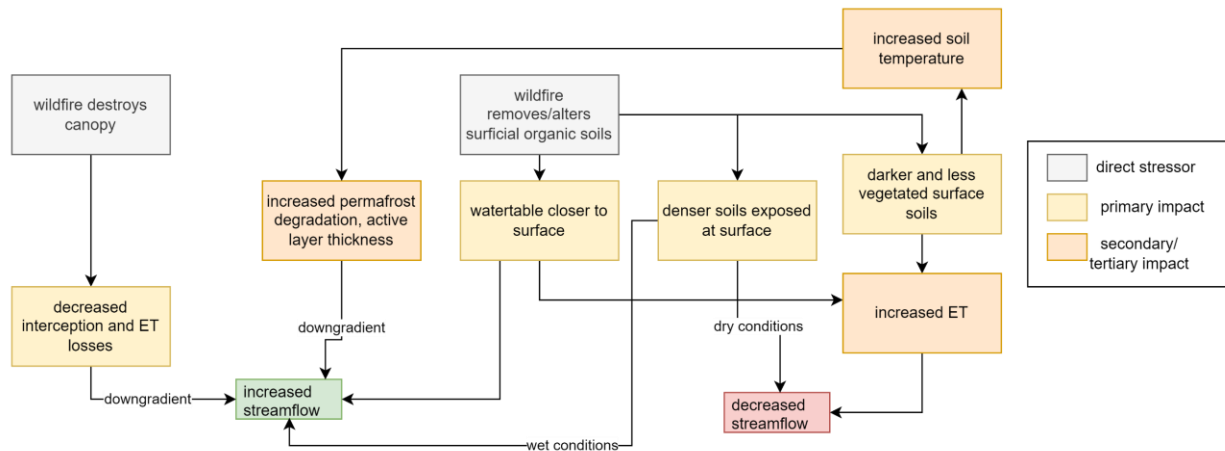 increased soil
temperature
wildfire destroys
canopy
wildfire
removes/alters
surficial organic soils
increased permafrost
degradation, active
layer thickness
watertable closer to
surface
denser soils exposed
at surface
darker and less
vegetated surface
soils
direct stressor
primary impact
secondary/
tertiary impact
decreased
interception and ET
losses
increased ET
downgradient
dry conditions
downgradient
increased
streamflow
decreased
streamflow
wet conditions